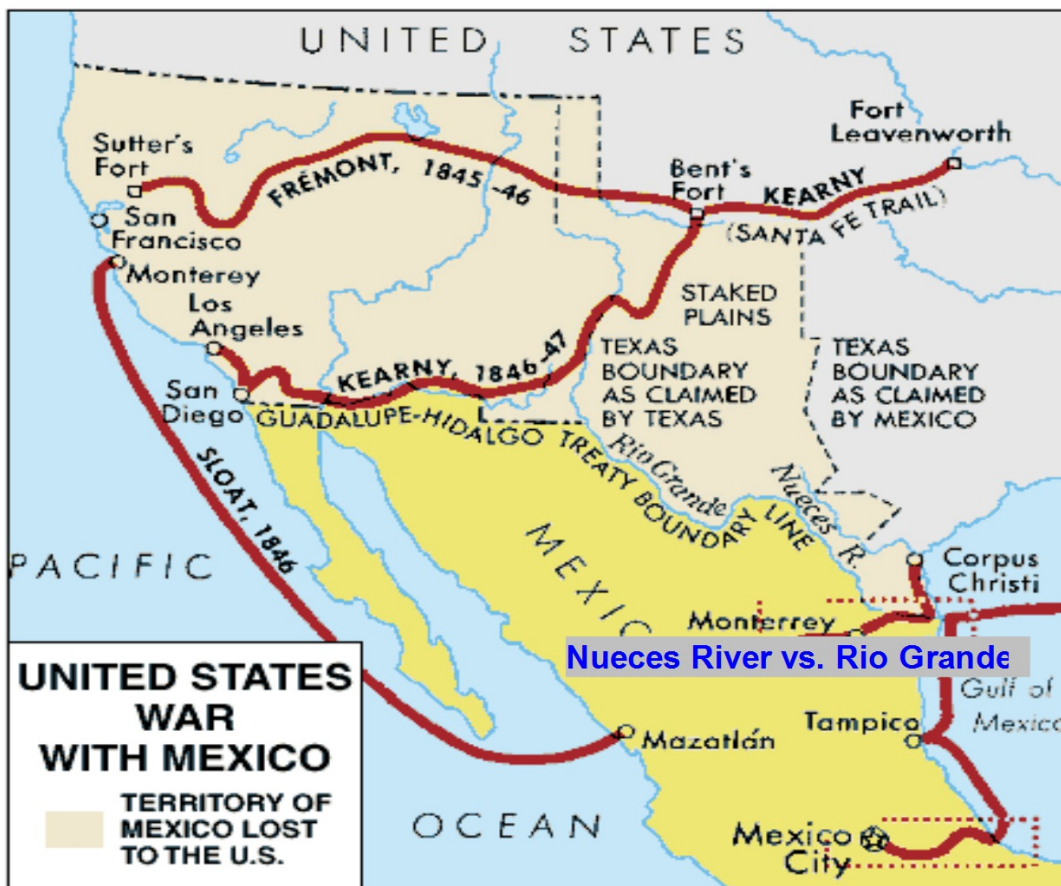 UNITED STATES
Fort
Leavenworth
Sutter's
Fort
Bent's
Fort
FRÉMONT, 1845-46
KEARNY
(SANTA FE TRAIL)
San
Francisco
Monterey
Los
Angeles
STAKED
PLAINS
KEARNY, 1846-47
TEXAS
BOUNDARY
AS CLAIMED
BY TEXAS
TEXAS
BOUNDARY
AS CLAIMED
BY MEXICO
San
Diego
GUADALUPE-HIDALGO TREATY BOUNDARY LINE
Rio Grande
Nueces R.
SLOAT, 1846
MEXIC
PACIFIC
Corpus
Christi
Monterrey
Nueces River vs. Rio Grande
Gulf of
Mexico
Tampico
Mazatlán
OCEAN
Mexico
City
UNITED STATES
WAR
WITH MEXICO
TERRITORY OF
MEXICO LOST
TO THE U.S.